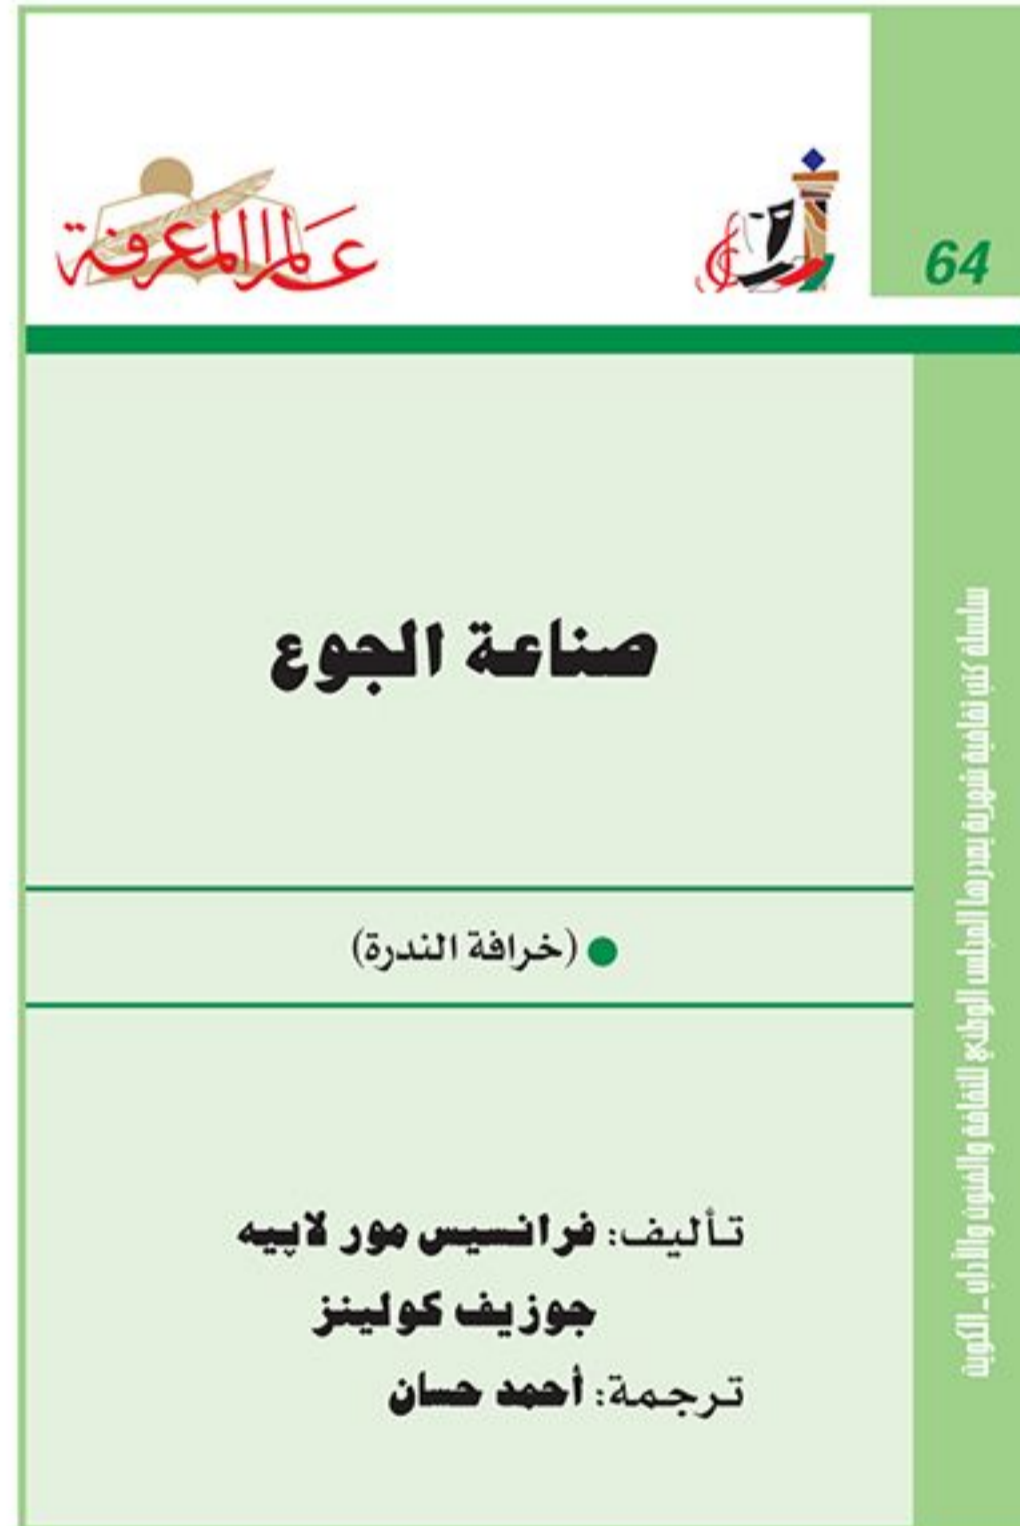 عالم المعرفة
64
صناعة الجوع
(خرافة الندرة)
تأليف: فرانسيس مور لاپيه
جوزيف كولينز
ترجمة: أحمد حسان
سلسلة كتب ثقافية شهرية يصدرها المجلس الوطني للثقافة والفنون والآداب - الكويت